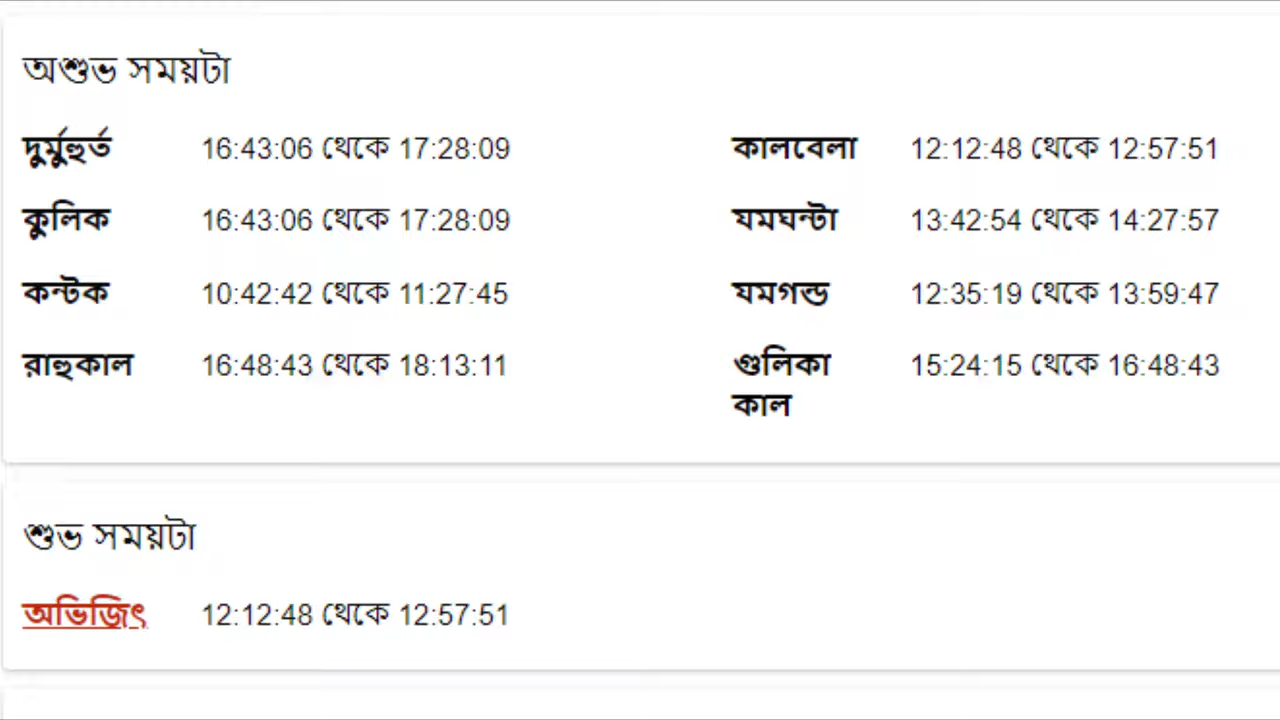 অশুভ সময়টা
দুর্মুহুর্ত 16:43:06 থেকে 17:28:09 কালবেলা 12:12:48 থেকে 12:57:51
কুলিক 16:43:06 থেকে 17:28:09 যমঘন্টা 13:42:54 থেকে 14:27:57
কন্টক 10:42:42 থেকে 11:27:45 যমগন্ড 12:35:19 থেকে 13:59:47
রাহুকাল 16:48:43 থেকে 18:13:11 গুলিকা 15:24:15 থেকে 16:48:43
কাল
শুভ সময়টা
অভিজিৎ 12:12:48 থেকে 12:57:51